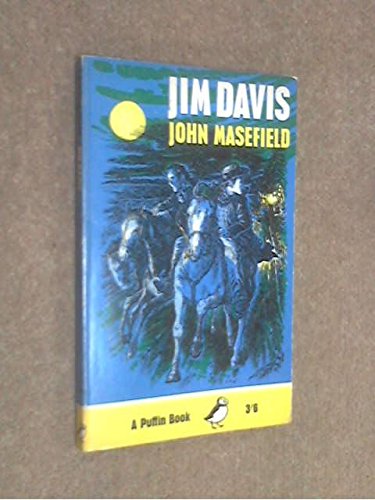 JIM DAVIS
JOHN MASEFIELD
A Puffin Book 3'6